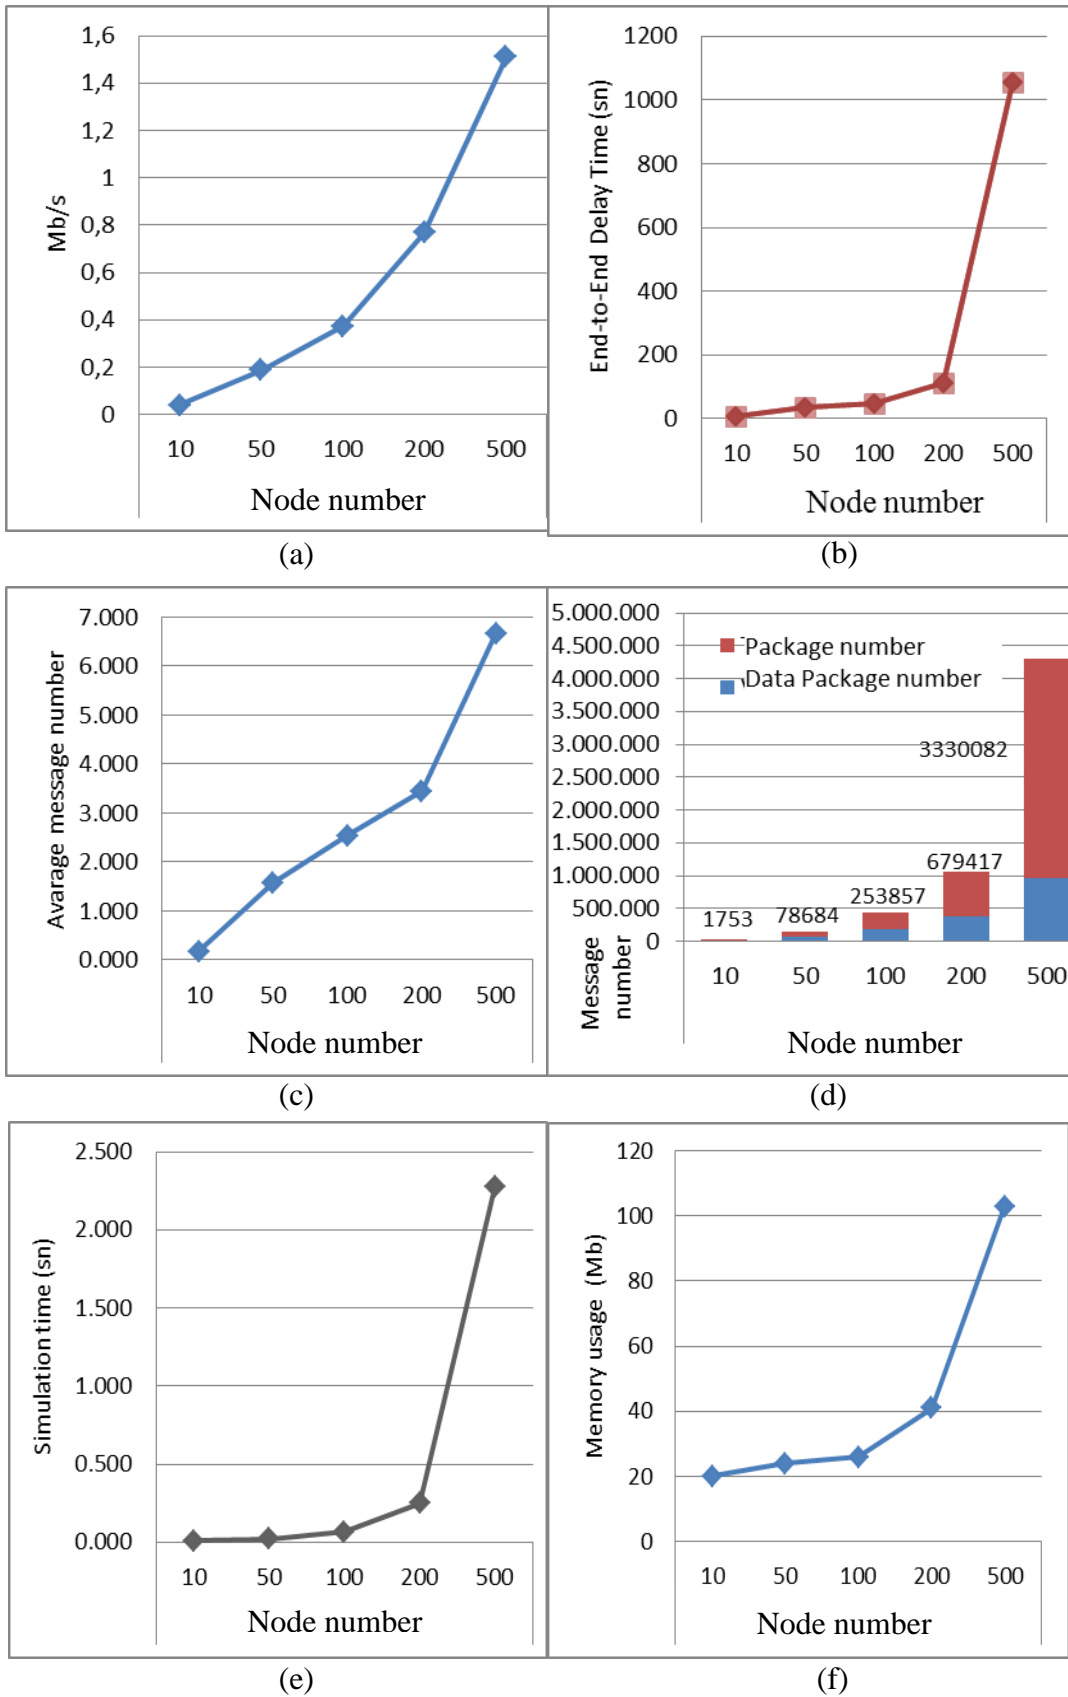 1,6
1,4
1,2
1
0,8
0,6
0,4
0,2
0
Mb/s
10 50 100 200 500
Node number
(a)
1200
1000
800
600
400
200
0
End-to-End Delay Time (sn)
10 50 100 200 500
Node number
(b)
7.000
6.000
5.000
4.000
3.000
2.000
1.000
0.000
Avarage message number
10 50 100 200 500
Node number
(c)
5.000.000
4.500.000
4.000.000
3.500.000
3.000.000
2.500.000
2.000.000
1.500.000
1.000.000
500.000
0
Message
number
Package number
Data Package number
1753 78684 253857 679417 3330082
10 50 100 200 500
Node number
(d)
2.500
2.000
1.500
1.000
0.500
0.000
Simulation time (sn)
10 50 100 200 500
Node number
(e)
120
100
80
60
40
20
0
Memory usage (Mb)
10 50 100 200 500
Node number
(f)